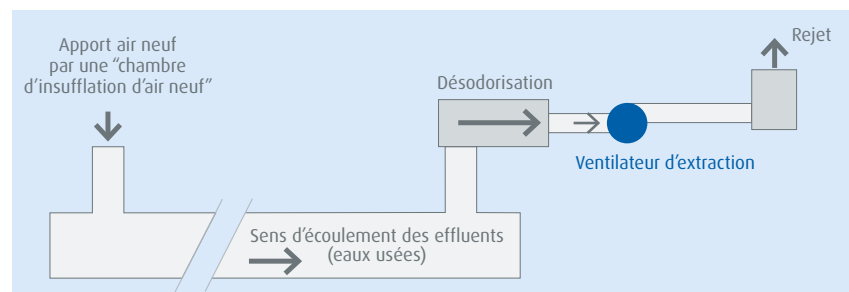 Apport air neuf
par une “chambre
d’insufflation d’air neuf”
Désodorisation
Rejet
Ventilateur d’extraction
Sens d’écoulement des effluents
(eaux usées)